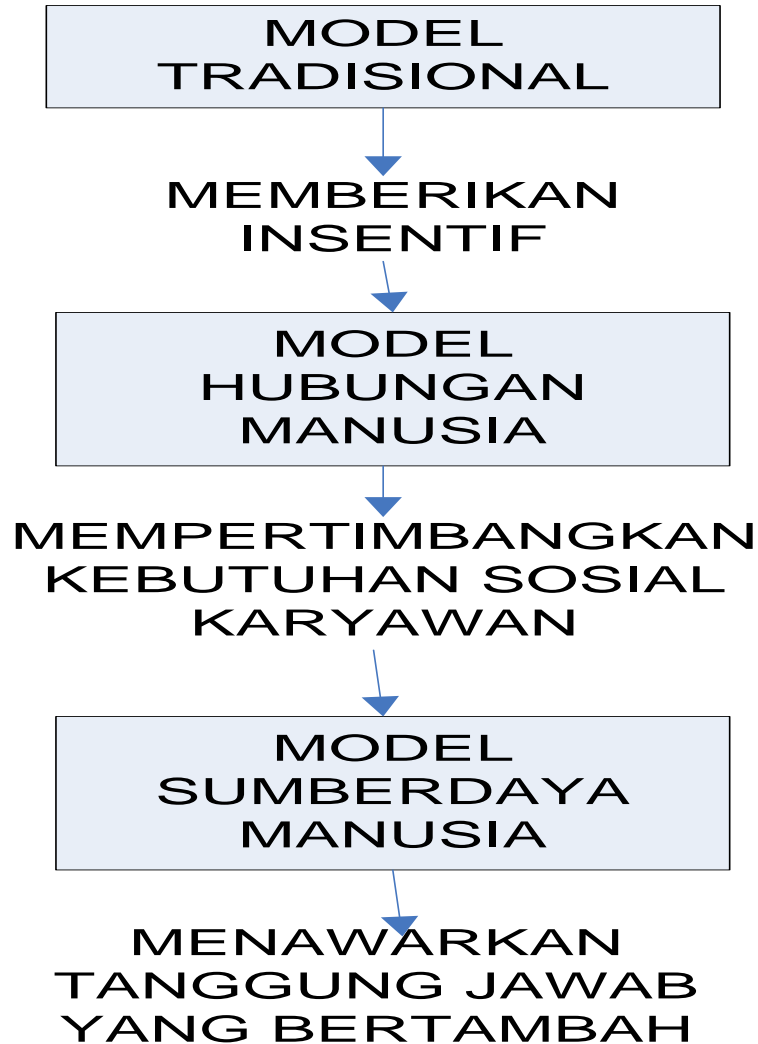 MODEL
TRADISIONAL
MEMBERIKAN
INSENTIF
MODEL
HUBUNGAN
MANUSIA
MEMPERTIMBANGKAN
KEBUTUHAN SOSIAL
KARYAWAN
MODEL
SUMBERDAYA
MANUSIA
MENAWARKAN
TANGGUNG JAWAB
YANG BERTAMBAH